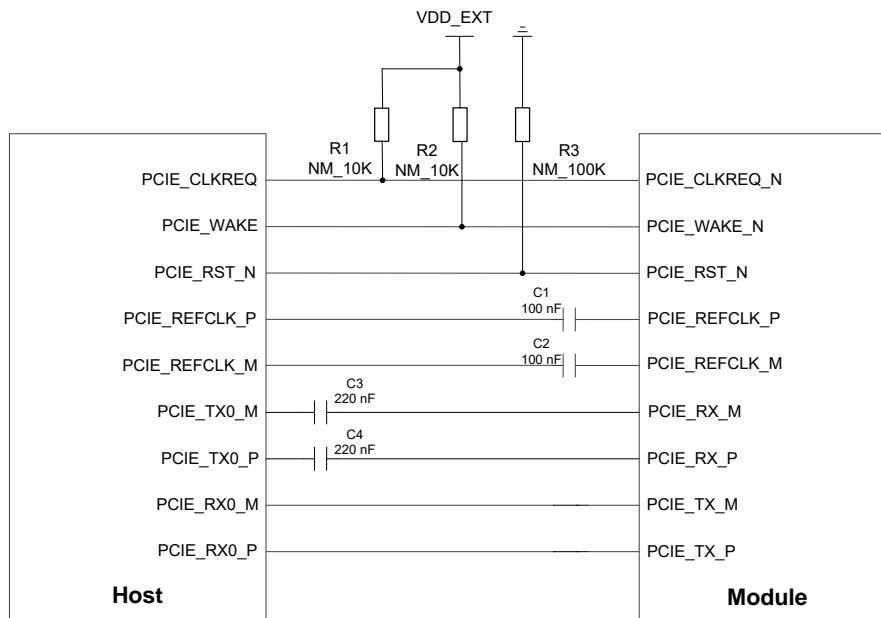 VDD_EXT
R1
NM_10K
R2
NM_10K
R3
NM_100K
PCIE_CLKREQ
PCIE_CLKREQ_N
PCIE_WAKE
PCIE_WAKE_N
PCIE_RST_N
PCIE_RST_N
C1
100 nF
PCIE_REFCLK_P
PCIE_REFCLK_P
C2
100 nF
PCIE_REFCLK_M
PCIE_REFCLK_M
C3
220 nF
PCIE_TX0_M
PCIE_RX_M
C4
220 nF
PCIE_TX0_P
PCIE_RX_P
PCIE_RX0_M
PCIE_TX_M
PCIE_RX0_P
PCIE_TX_P
Host
Module